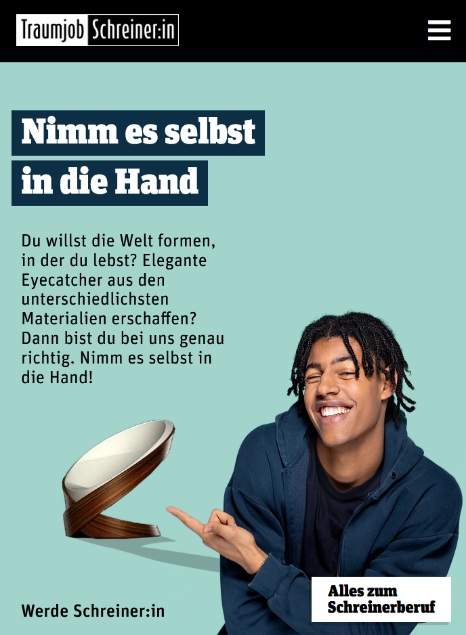 Traumjob Schreiner:in
Nimm es selbst
in die Hand
Du willst die Welt formen,
in der du lebst? Elegante
Eyecatcher aus den
unterschiedlichsten
Materialien erschaffen?
Dann bist du bei uns genau
richtig. Nimm es selbst in
die Hand!
Werde Schreiner:in
Alles zum
Schreinerberuf